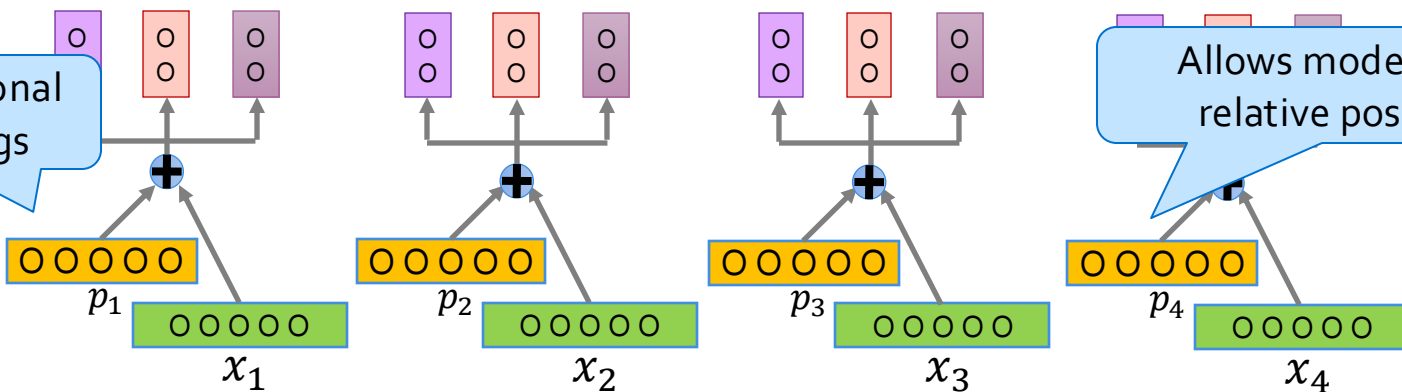 onal
gs
Allows mode
relative pos
p₁
p₂
p₃
p₄
x₁
x₂
x₃
x₄